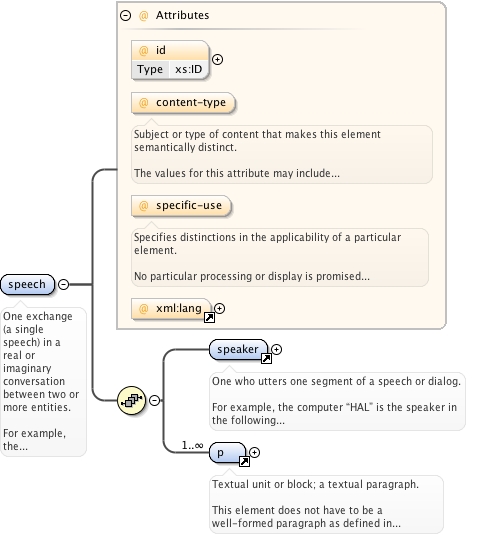 Attributes
@ id
Type xs:ID
@ content-type
Subject or type of content that makes this element
semantically distinct.
The values for this attribute may include...
@ specific-use
Specifies distinctions in the applicability of a particular
element.
No particular processing or display is promised...
@ xml:lang
speech
One exchange
(a single
speech) in a
real or
imaginary
conversation
between two or
more entities.
For example,
the...
speaker
One who utters one segment of a speech or dialog.
For example, the computer “HAL” is the speaker in
the following...
1..∞
p
Textual unit or block; a textual paragraph.
This element does not have to be a
well-formed paragraph as defined in...